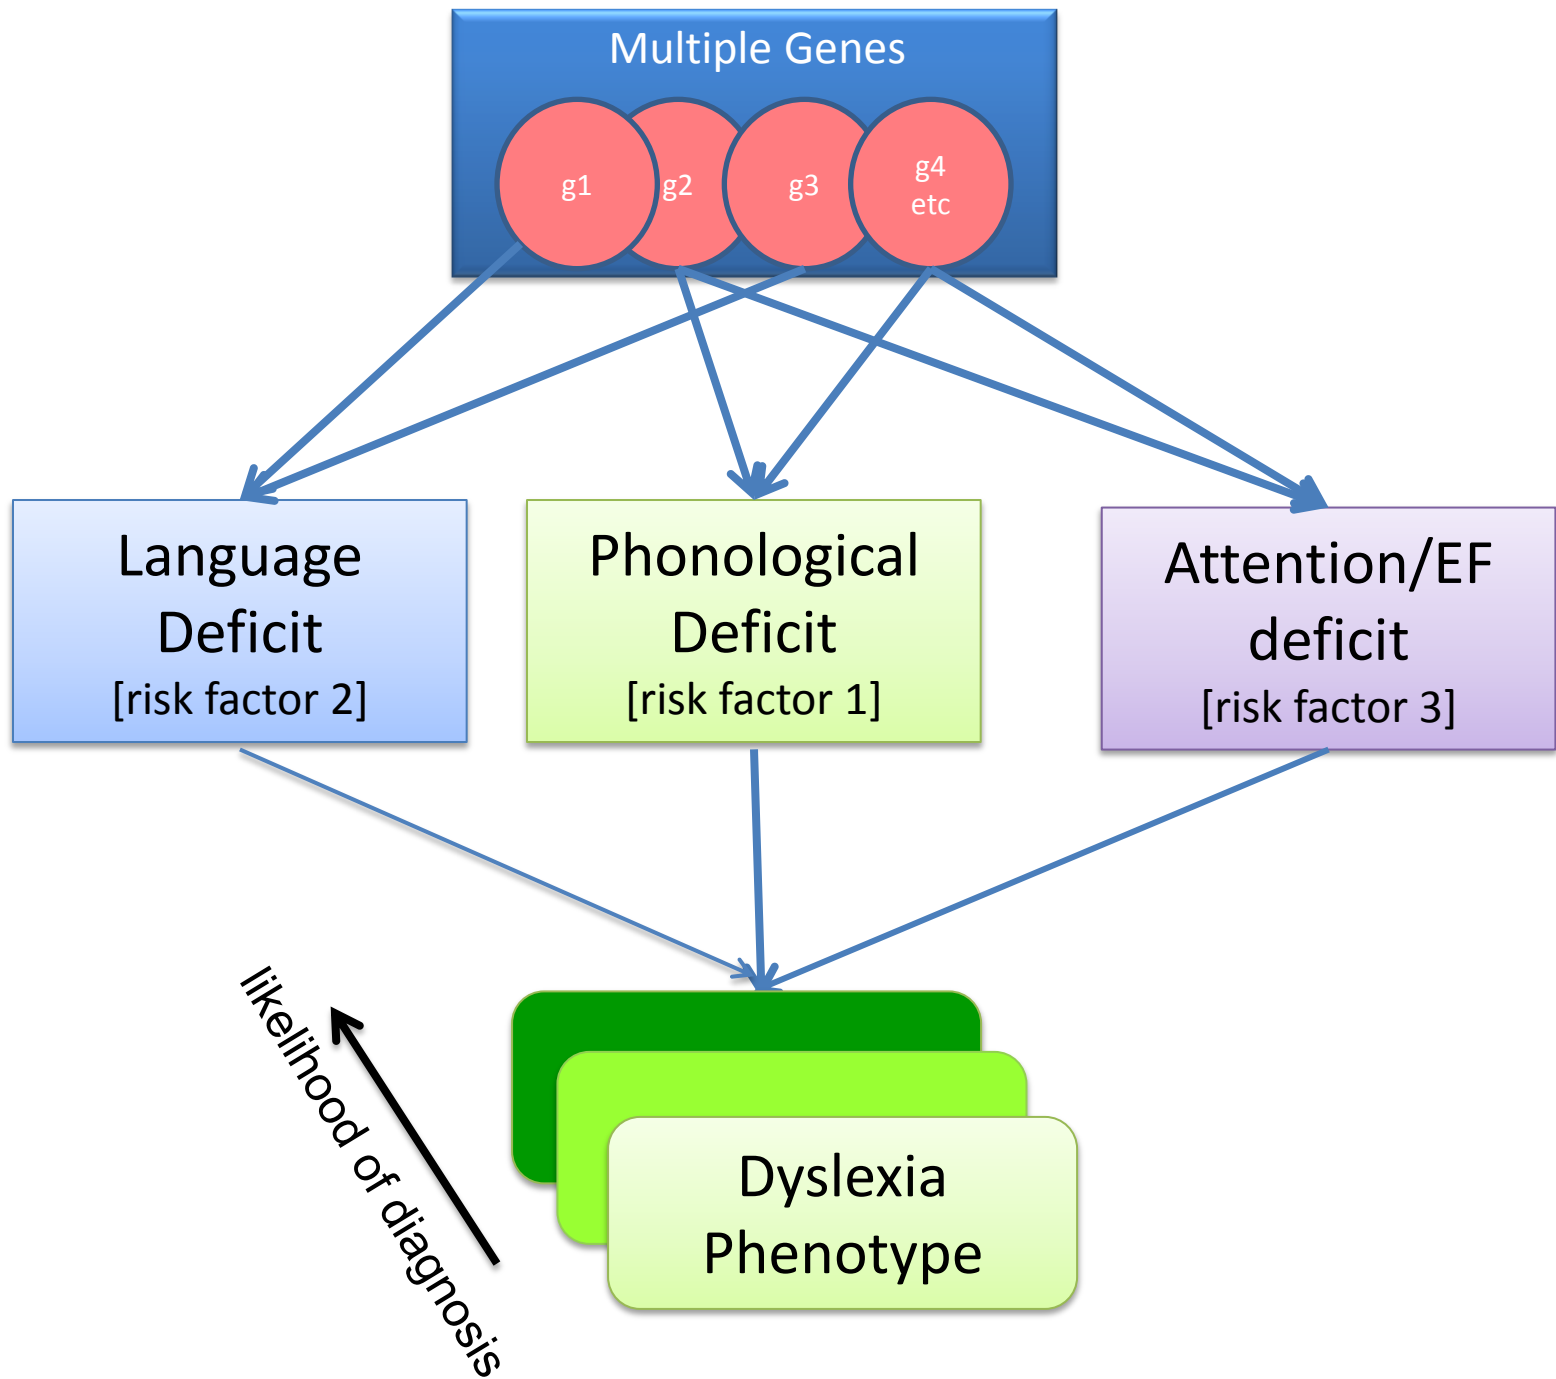 Multiple Genes
g1
g2
g3
g4
etc
Language
Deficit
[risk factor 2]
Phonological
Deficit
[risk factor 1]
Attention/EF
deficit
[risk factor 3]
likelihood of diagnosis
Dyslexia
Phenotype